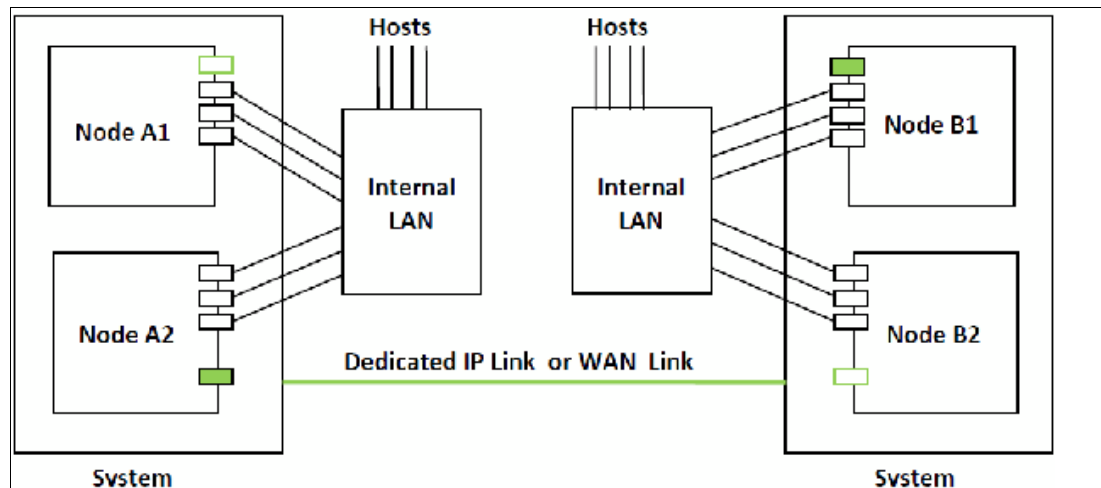 Hosts
Hosts
Node A1
Internal
LAN
Internal
LAN
Node B1
Node A2
Node B2
Dedicated IP Link or WAN Link
System
System